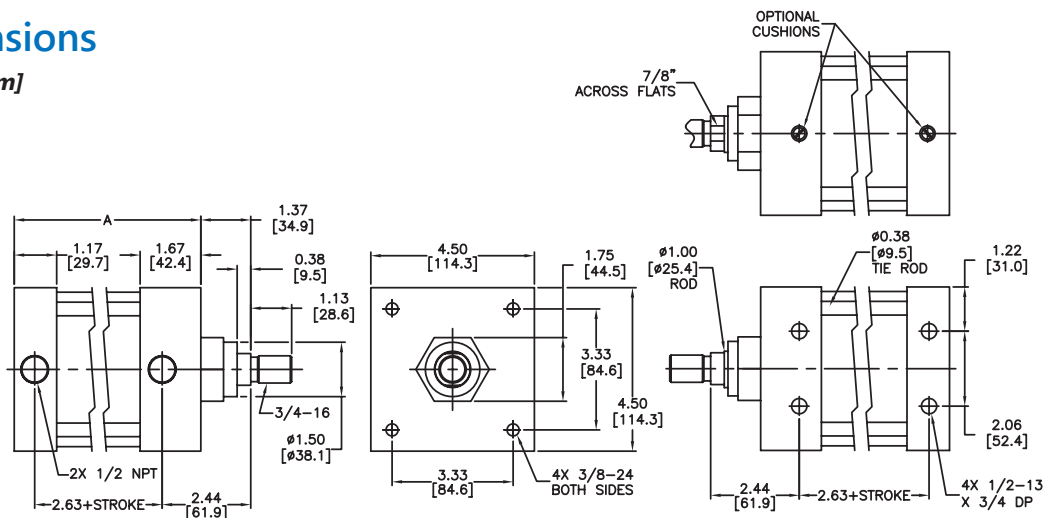 nsions
m]
OPTIONAL
CUSHIONS
7/8"
ACROSS FLATS
A
1.37
[34.9]
1.17
[29.7]
1.67
[42.4]
0.38
[9.5]
1.13
[28.6]
3/4-16
ø1.50
[ø38.1]
2X 1/2 NPT
2.63+STROKE
2.44
[61.9]
4.50
[114.3]
1.75
[44.5]
3.33
[84.6]
4.50
[114.3]
3.33
[84.6]
4X 3/8-24
BOTH SIDES
ø1.00
[ø25.4]
ROD
ø0.38
[ø9.5]
TIE ROD
1.22
[31.0]
2.06
[52.4]
2.44
[61.9]
2.63+STROKE
4X 1/2-13
X 3/4 DP